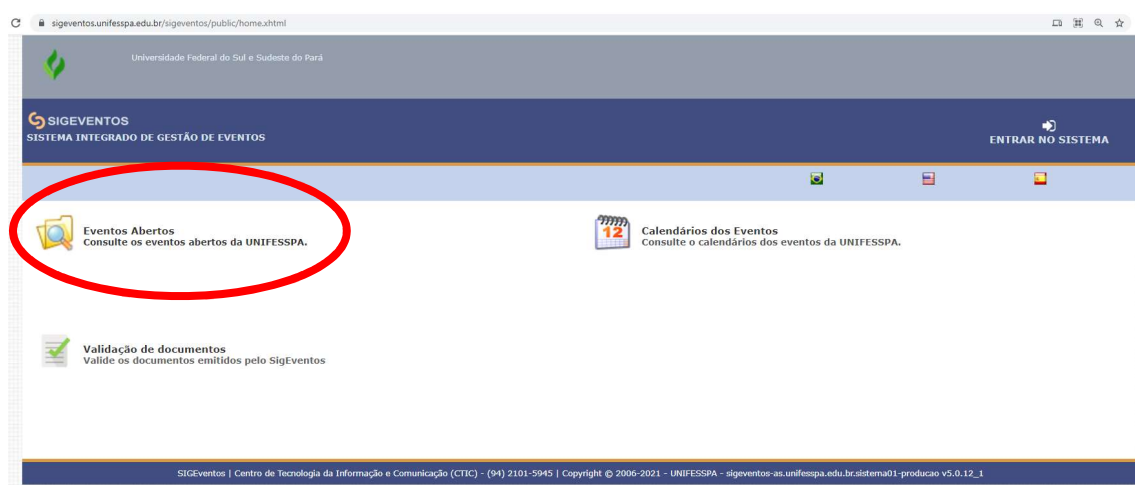 sigeventos.unifesspa.edu.br/sigeventos/public/home.xhtml
Universidade Federal do Sul e Sudeste do Pará
SIGEVENTOS
SISTEMA INTEGRADO DE GESTÃO DE EVENTOS
ENTRAR NO SISTEMA
Eventos Abertos
Consulte os eventos abertos da UNIFESSPA.
12
Calendários dos Eventos
Consulte o calendários dos eventos da UNIFESSPA.
Validação de documentos
Valide os documentos emitidos pelo SigEventos
SIGEventos | Centro de Tecnologia da Informação e Comunicação (CTIC) - (94) 2101-5945 | Copyright © 2006-2021 - UNIFESSPA - sigeventos-as.unifesspa.edu.br.sistema01-producao v5.0.12_1